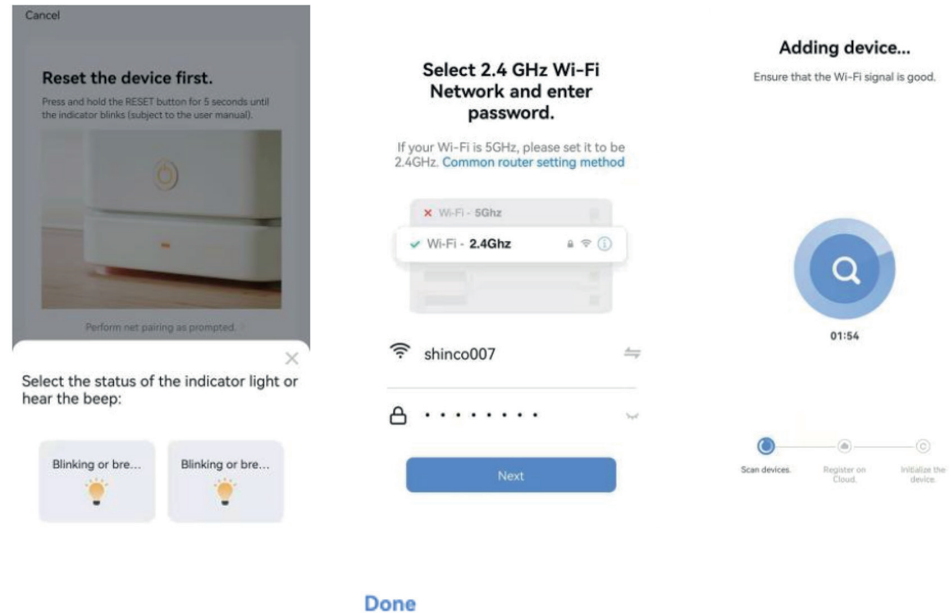 Cancel
Reset the device first.
Press and hold the RESET button for 5 seconds until
the indicator blinks (subject to the user manual).
Perform net pairing as prompted. >
Select the status of the indicator light or
hear the beep:
Blinking or bre...
Blinking or bre...
Select 2.4 GHz Wi-Fi
Network and enter
password.
If your Wi-Fi is 5GHz, please set it to be
2.4GHz. Common router setting method
Wi-Fi - 5Ghz
Wi-Fi - 2.4Ghz
shinco007
Next
Adding device...
Ensure that the Wi-Fi signal is good.
01:54
Scan devices.
Register on
Cloud.
Initialize the
device.
Done